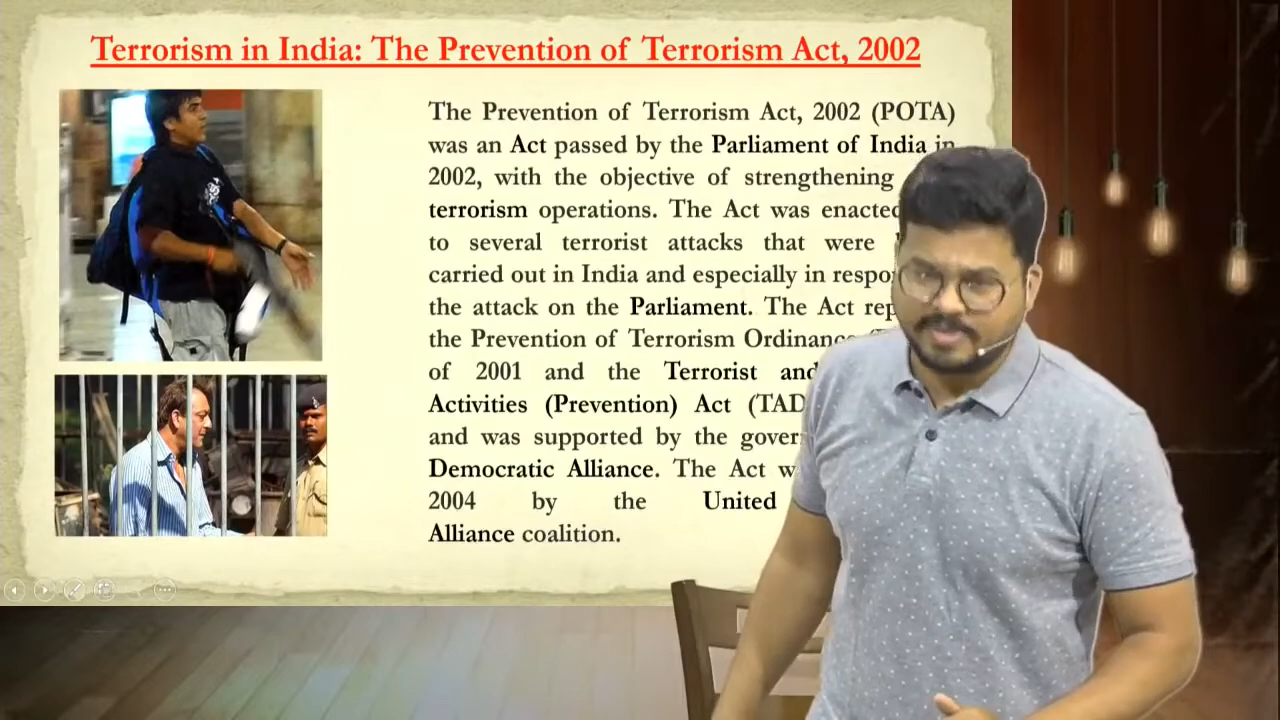 Terrorism in India: The Prevention of Terrorism Act, 2002
The Prevention of Terrorism Act, 2002 (POTA)
was an Act passed by the Parliament of India in
2002, with the objective of strengthening
terrorism operations. The Act was enacted
to several terrorist attacks that were
carried out in India and especially in
the attack on the Parliament. The Act
the Prevention of Terrorism Ordinance
of 2001 and the Terrorist and
Activities (Prevention) Act
and was supported by the
Democratic Alliance. The Act
2004 by the United
Alliance coalition.